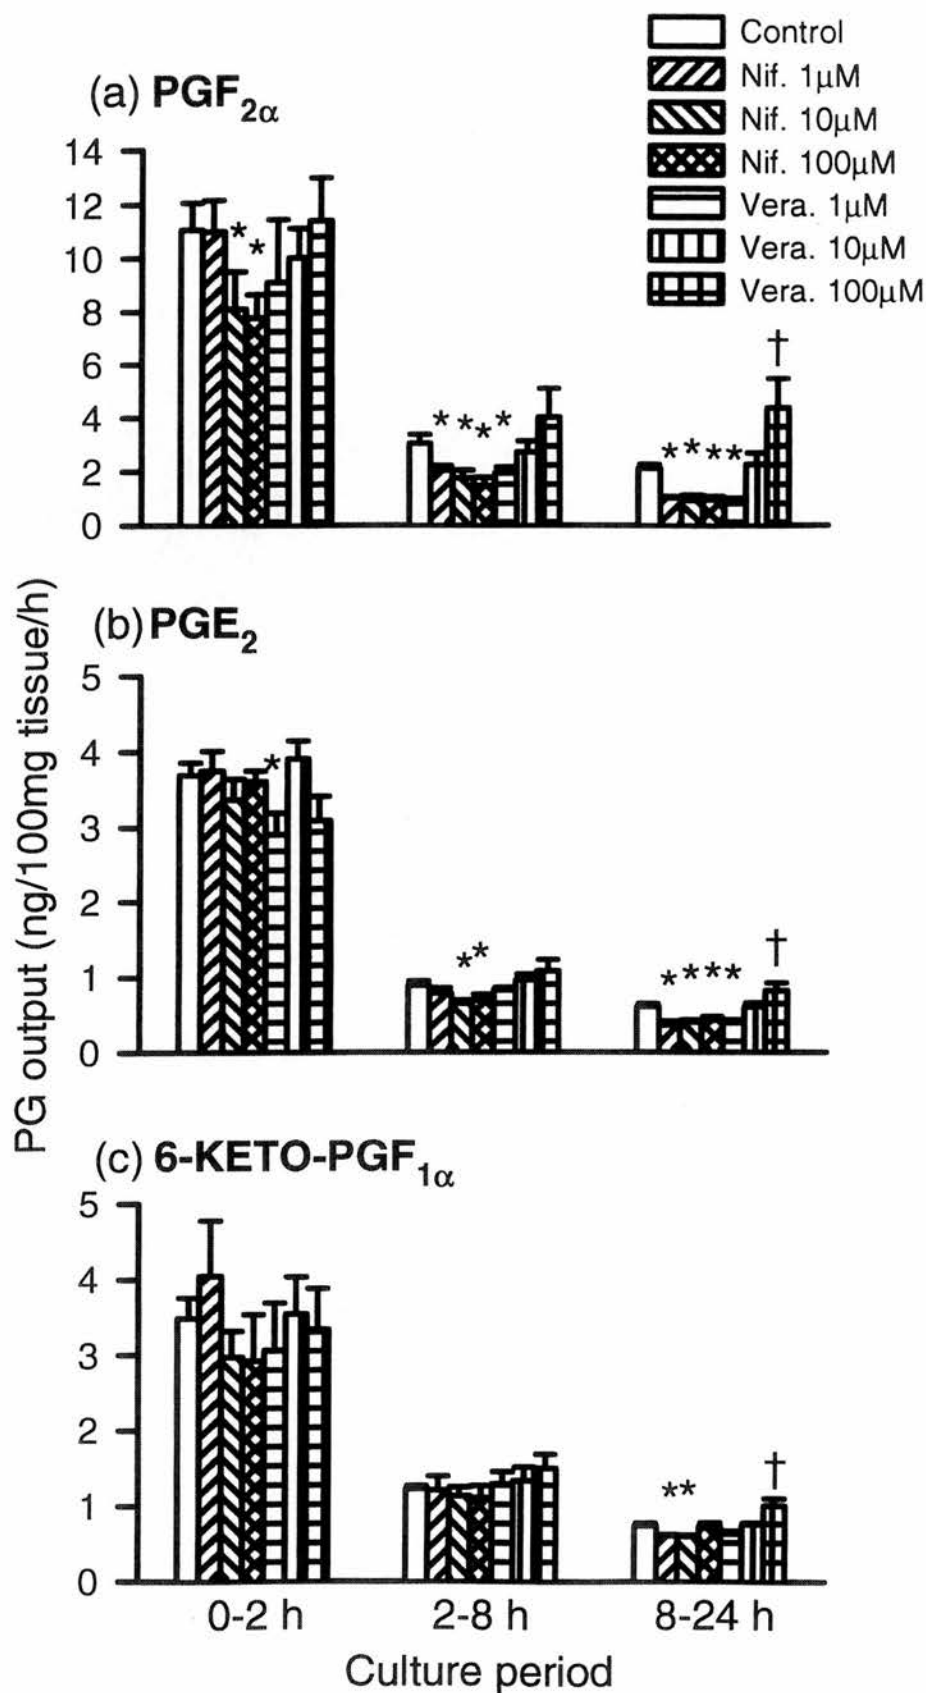 Control
Nif. 1µM
Nif. 10µM
Nif. 100µM
Vera. 1µM
Vera. 10µM
Vera. 100µM
(a) PGF2α
14
12
10
8
6
4
2
0
* *
* * * *
* * * *
†
(b) PGE2
5
4
3
2
1
0
*
* *
* * * *
†
(c) 6-KETO-PGF1α
5
4
3
2
1
0
* *
†
PG output (ng/100mg tissue/h)
0-2 h 2-8 h 8-24 h
Culture period